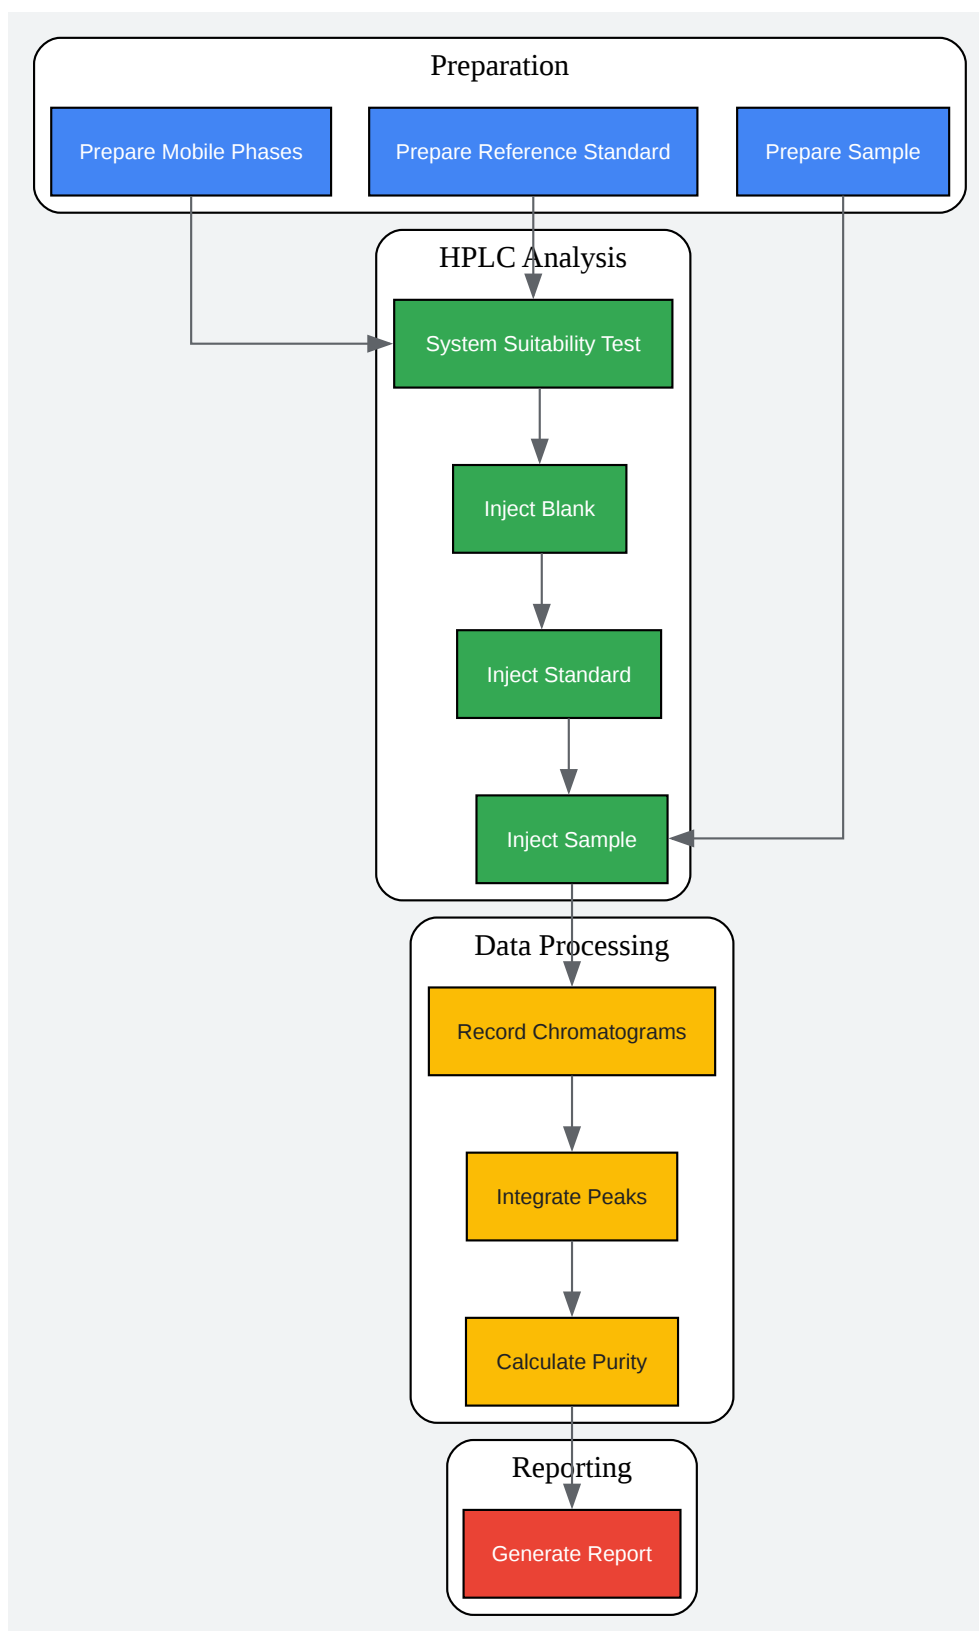 Preparation
Prepare Mobile Phases
Prepare Reference Standard
Prepare Sample
HPLC Analysis
System Suitability Test
Inject Blank
Inject Standard
Inject Sample
Data Processing
Record Chromatograms
Integrate Peaks
Calculate Purity
Reporting
Generate Report